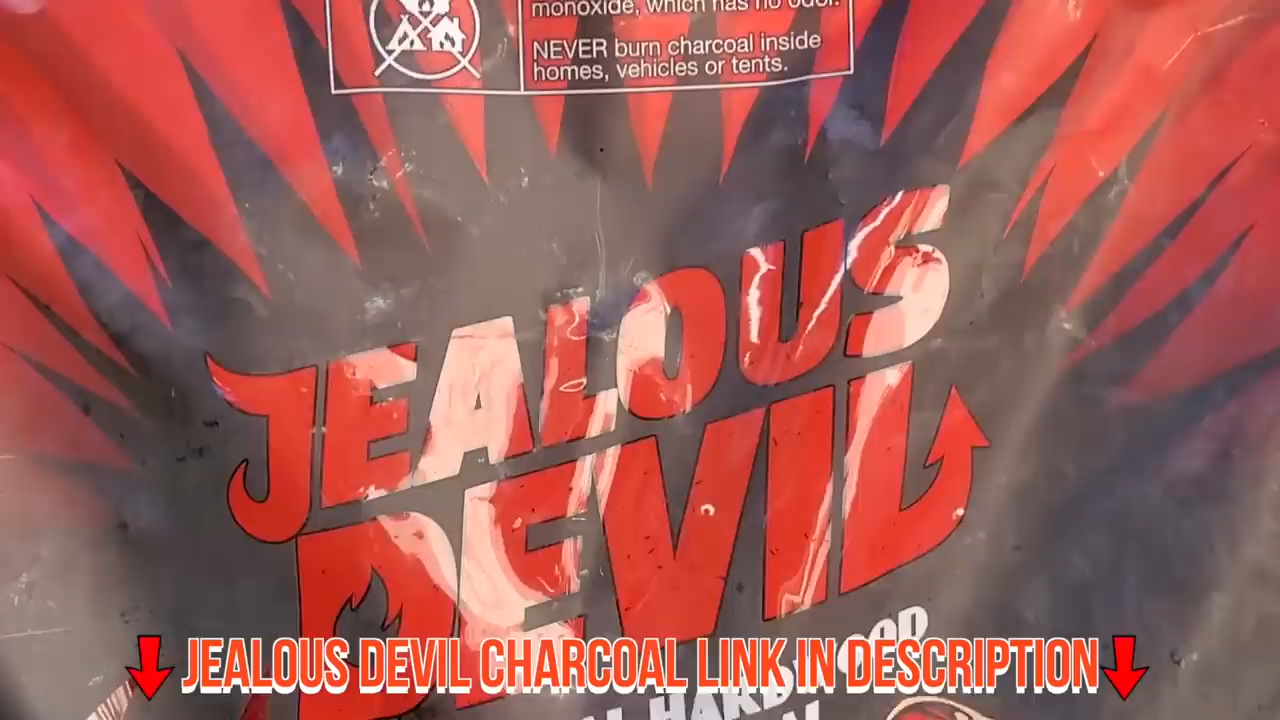 monoxide, which has no odor.
NEVER burn charcoal inside
homes, vehicles or tents.
JEALOUS
DEVIL
JEALOUS DEVIL CHARCOAL LINK IN DESCRIPTION